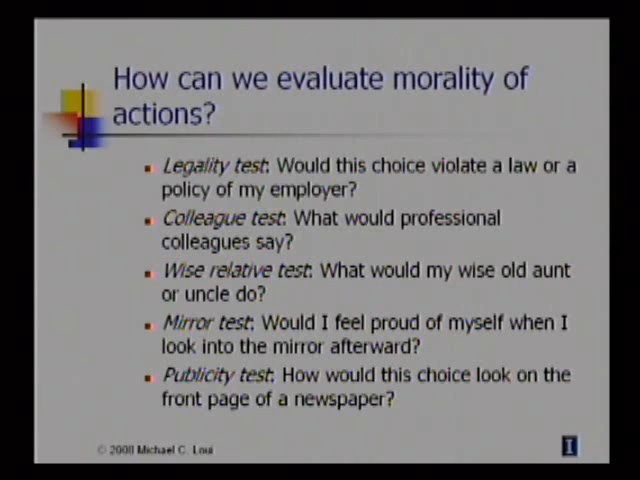 How can we evaluate morality of
actions?
Legality test: Would this choice violate a law or a
policy of my employer?
Colleague test: What would professional
colleagues say?
Wise relative test: What would my wise old aunt
or uncle do?
Mirror test: Would I feel proud of myself when I
look into the mirror afterward?
Publicity test: How would this choice look on the
front page of a newspaper?
© 2008 Michael C. Loui
I